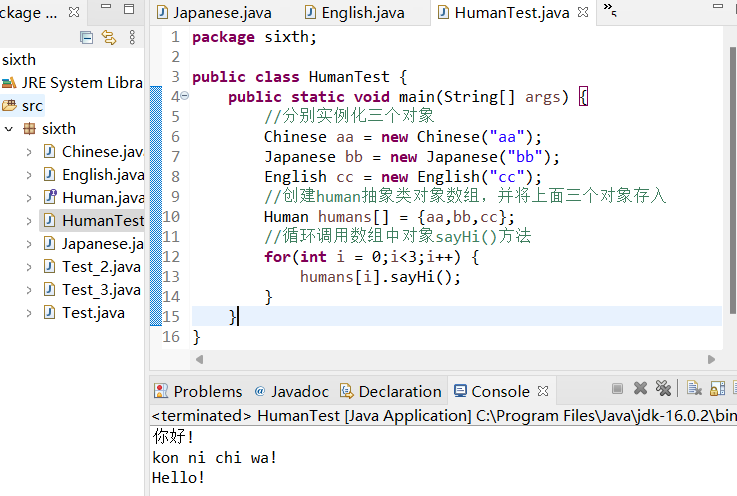 ckage ...
Japanese.java
English.java
HumanTest.java
»5
sixth
JRE System Libra
src
sixth
Chinese.java
English.java
Human.java
HumanTest
Japanese.ja
Test_2.java
Test_3.java
Test.java
1 package sixth;
2
3 public class HumanTest {
4 public static void main(String[] args) {
5 //分别实例化三个对象
6 Chinese aa = new Chinese("aa");
7 Japanese bb = new Japanese("bb");
8 English cc = new English("cc");
9 //创建human抽象类对象数组，并将上面三个对象存入
10 Human humans[] = {aa,bb,cc};
11 //循环调用数组中对象sayHi()方法
12 for(int i = 0;i<3;i++) {
13 humans[i].sayHi();
14 }
15 }
16 }
Problems @ Javadoc Declaration Console
<terminated> HumanTest [Java Application] C:\Program Files\Java\jdk-16.0.2\bin
你好!
kon ni chi wa!
Hello!